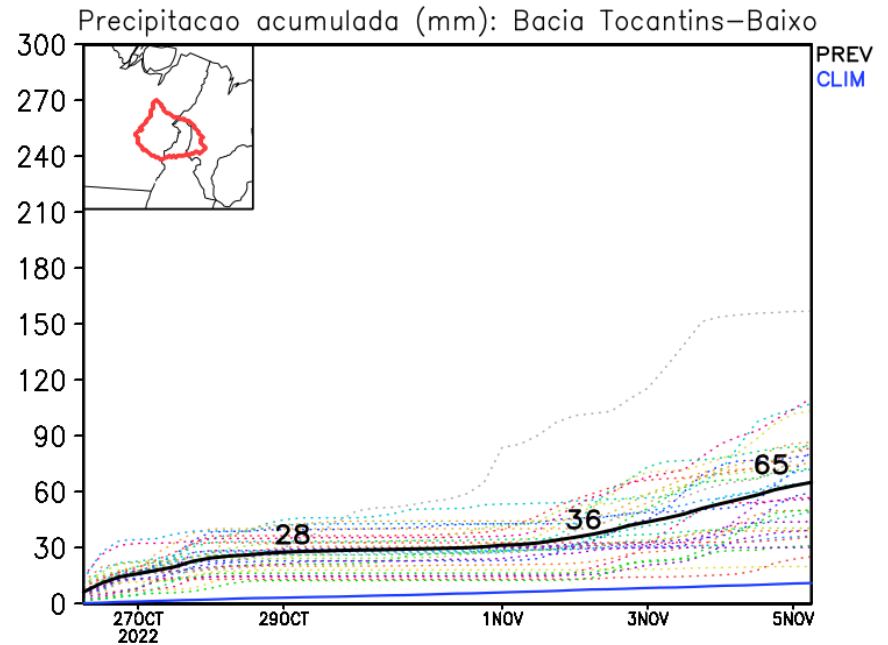 Precipitacao acumulada (mm): Bacia Tocantins-Baixo
PREV
CLIM
300
270
240
210
180
150
120
90
60
30
0
28
36
65
27OCT
2022
29OCT
1NOV
3NOV
5NOV